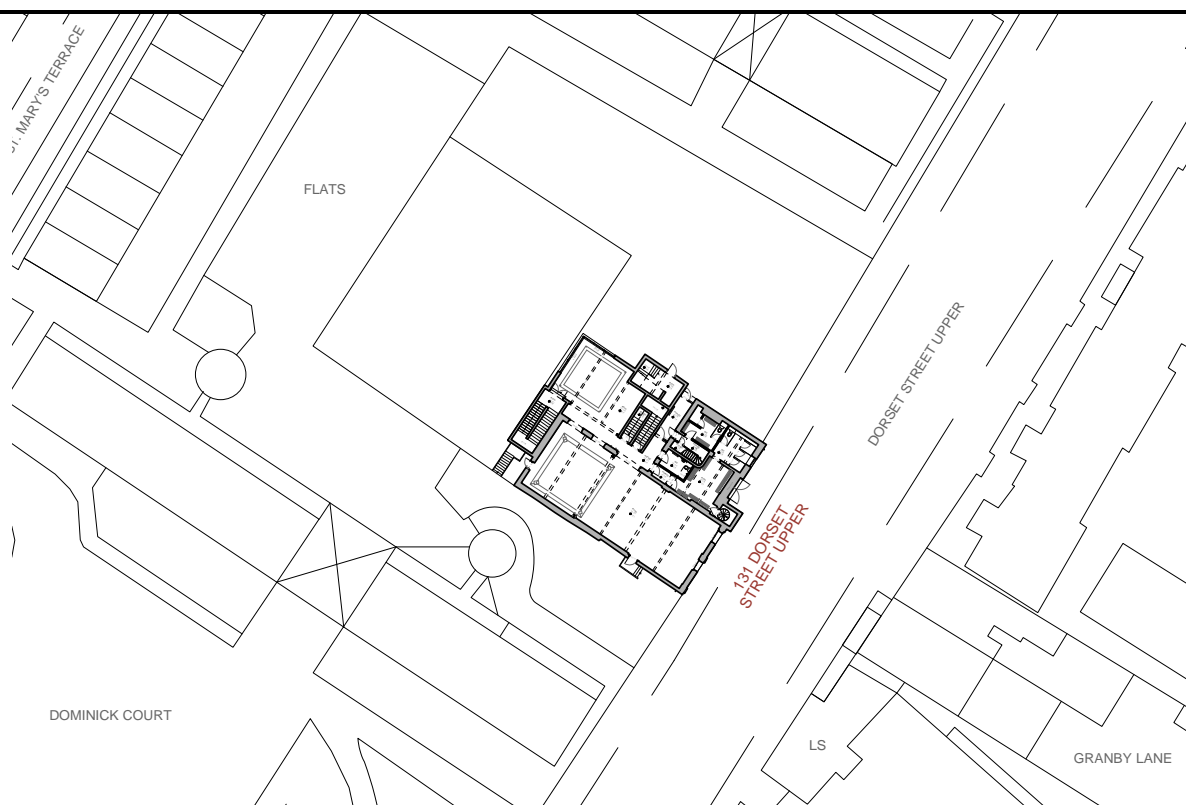 ST. MARY'S TERRACE
FLATS
DORSET STREET UPPER
131 DORSET
STREET UPPER
DOMINICK COURT
LS
GRANBY LANE